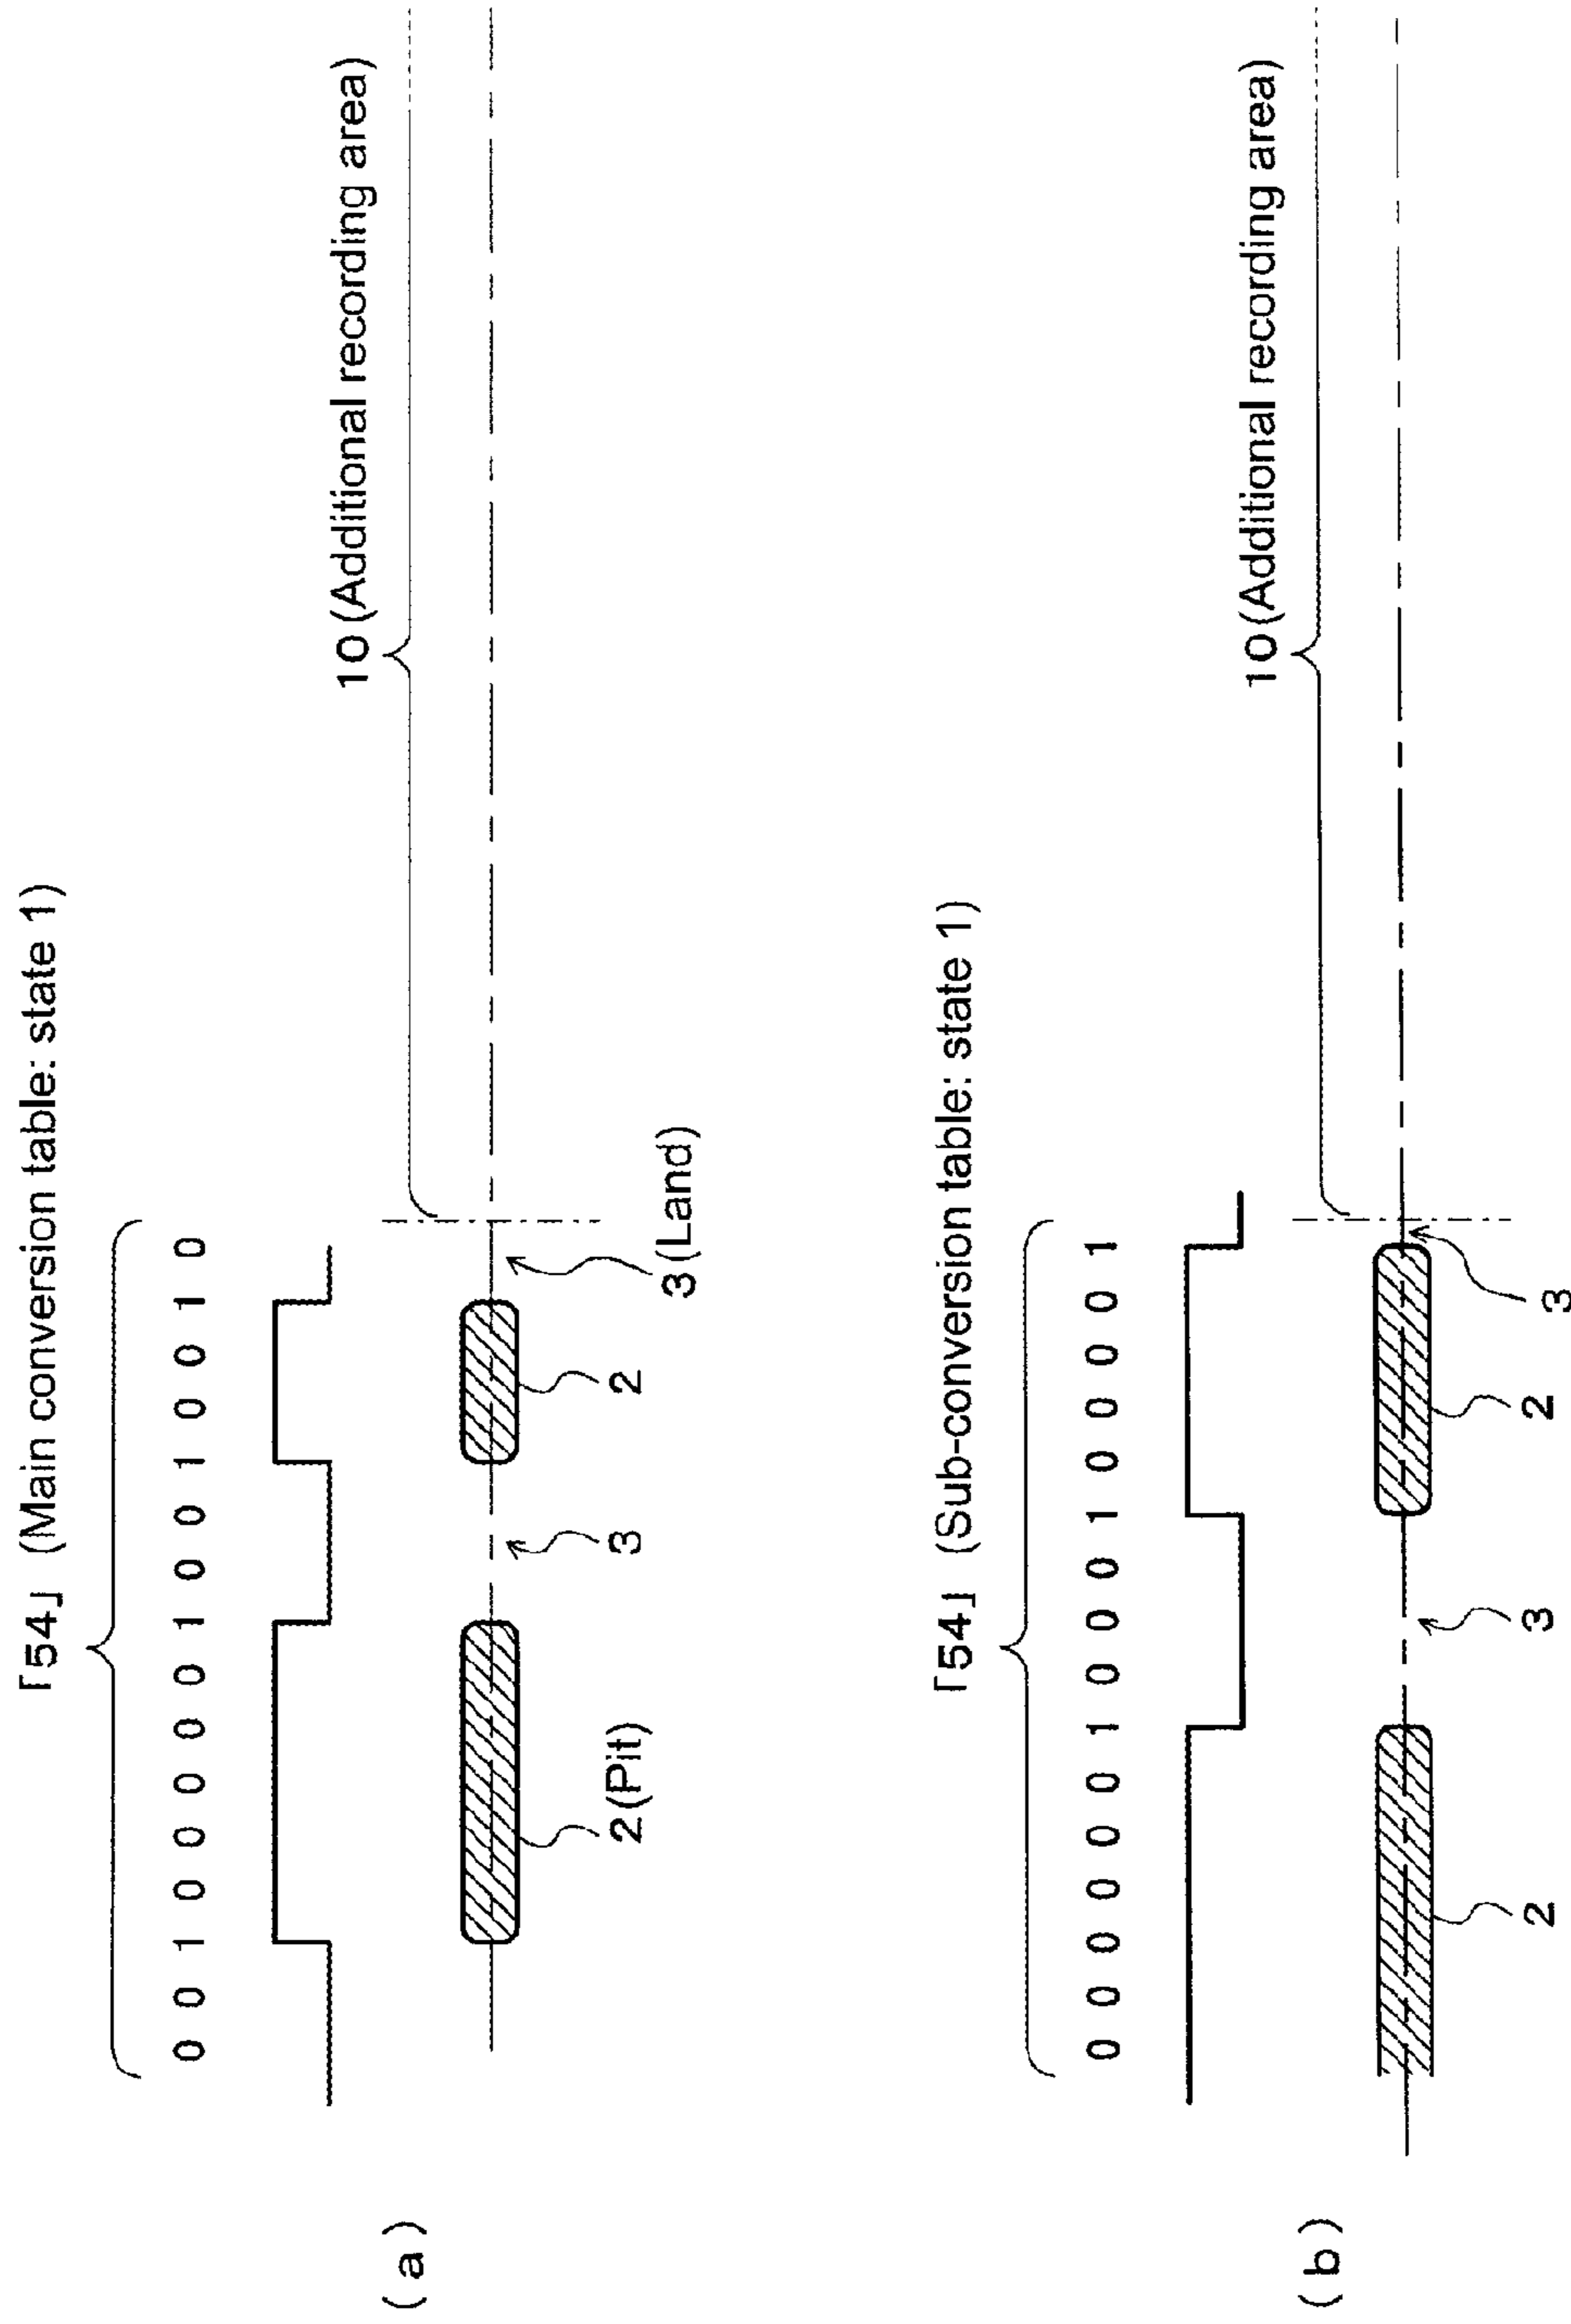 「54」 (Main conversion table: state 1)
0 0 1 0 0 0 0 0 1 0 0 1 0 0 1 0
10 (Additional recording area)
(a)
2 (Pit)
3
2
3 (Land)
「54」 (Sub-conversion table: state 1)
0 0 0 0 0 0 1 0 0 0 1 0 0 0 0 1
10 (Additional recording area)
(b)
2
3
2
3